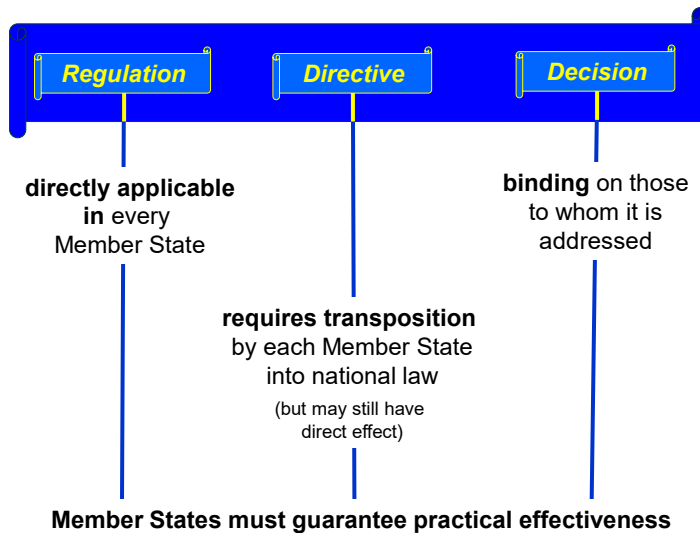 Regulation
Directive
Decision
directly applicable
in every
Member State
binding on those
to whom it is
addressed
requires transposition
by each Member State
into national law
(but may still have
direct effect)
Member States must guarantee practical effectiveness